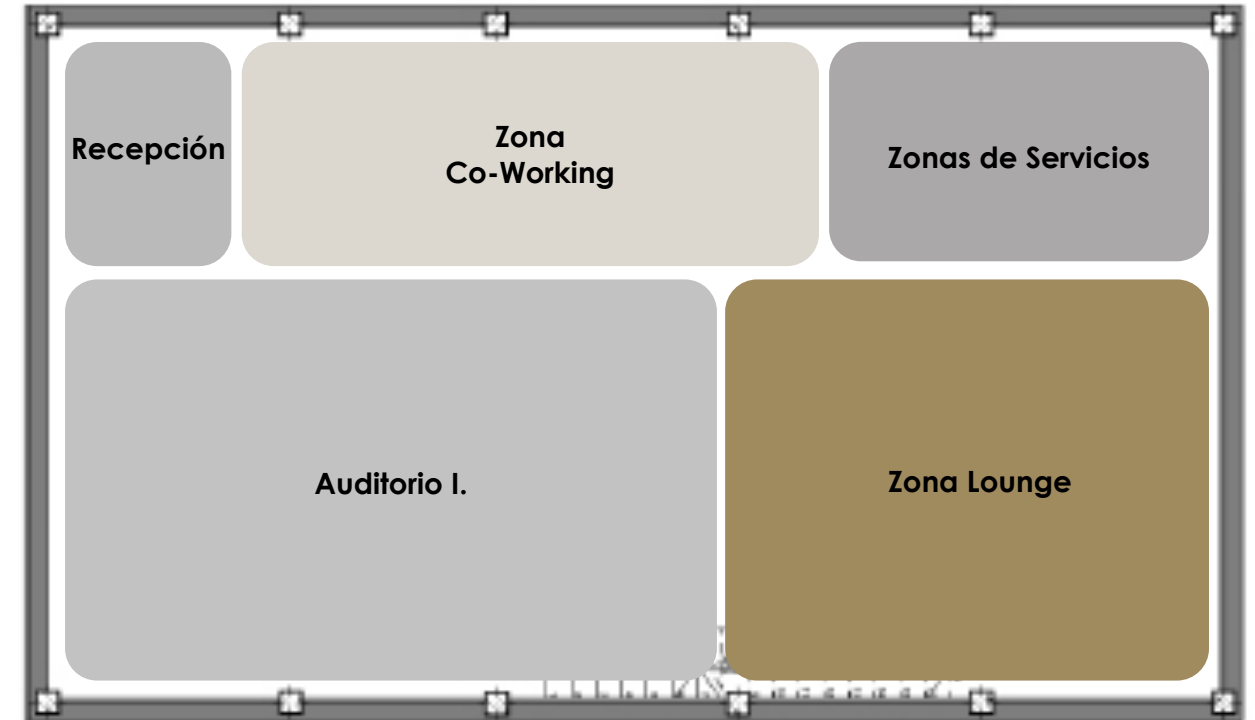 Recepción
Zona
Co-Working
Zonas de Servicios
Auditorio I.
Zona Lounge